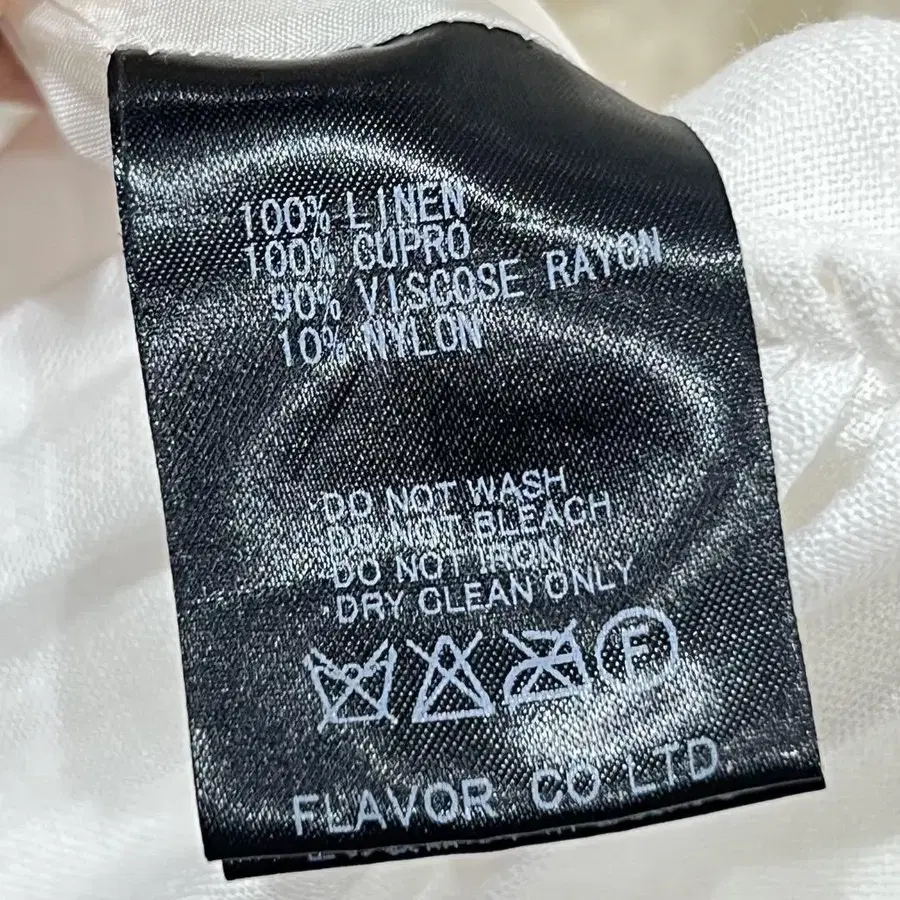 100% LINEN
100% CUPRO
90% VISCOSE RAYON
10% NYLON
DO NOT WASH
DO NOT BLEACH
DO NOT IRON
DRY CLEAN ONLY
F
FLAVOR CO LTD.